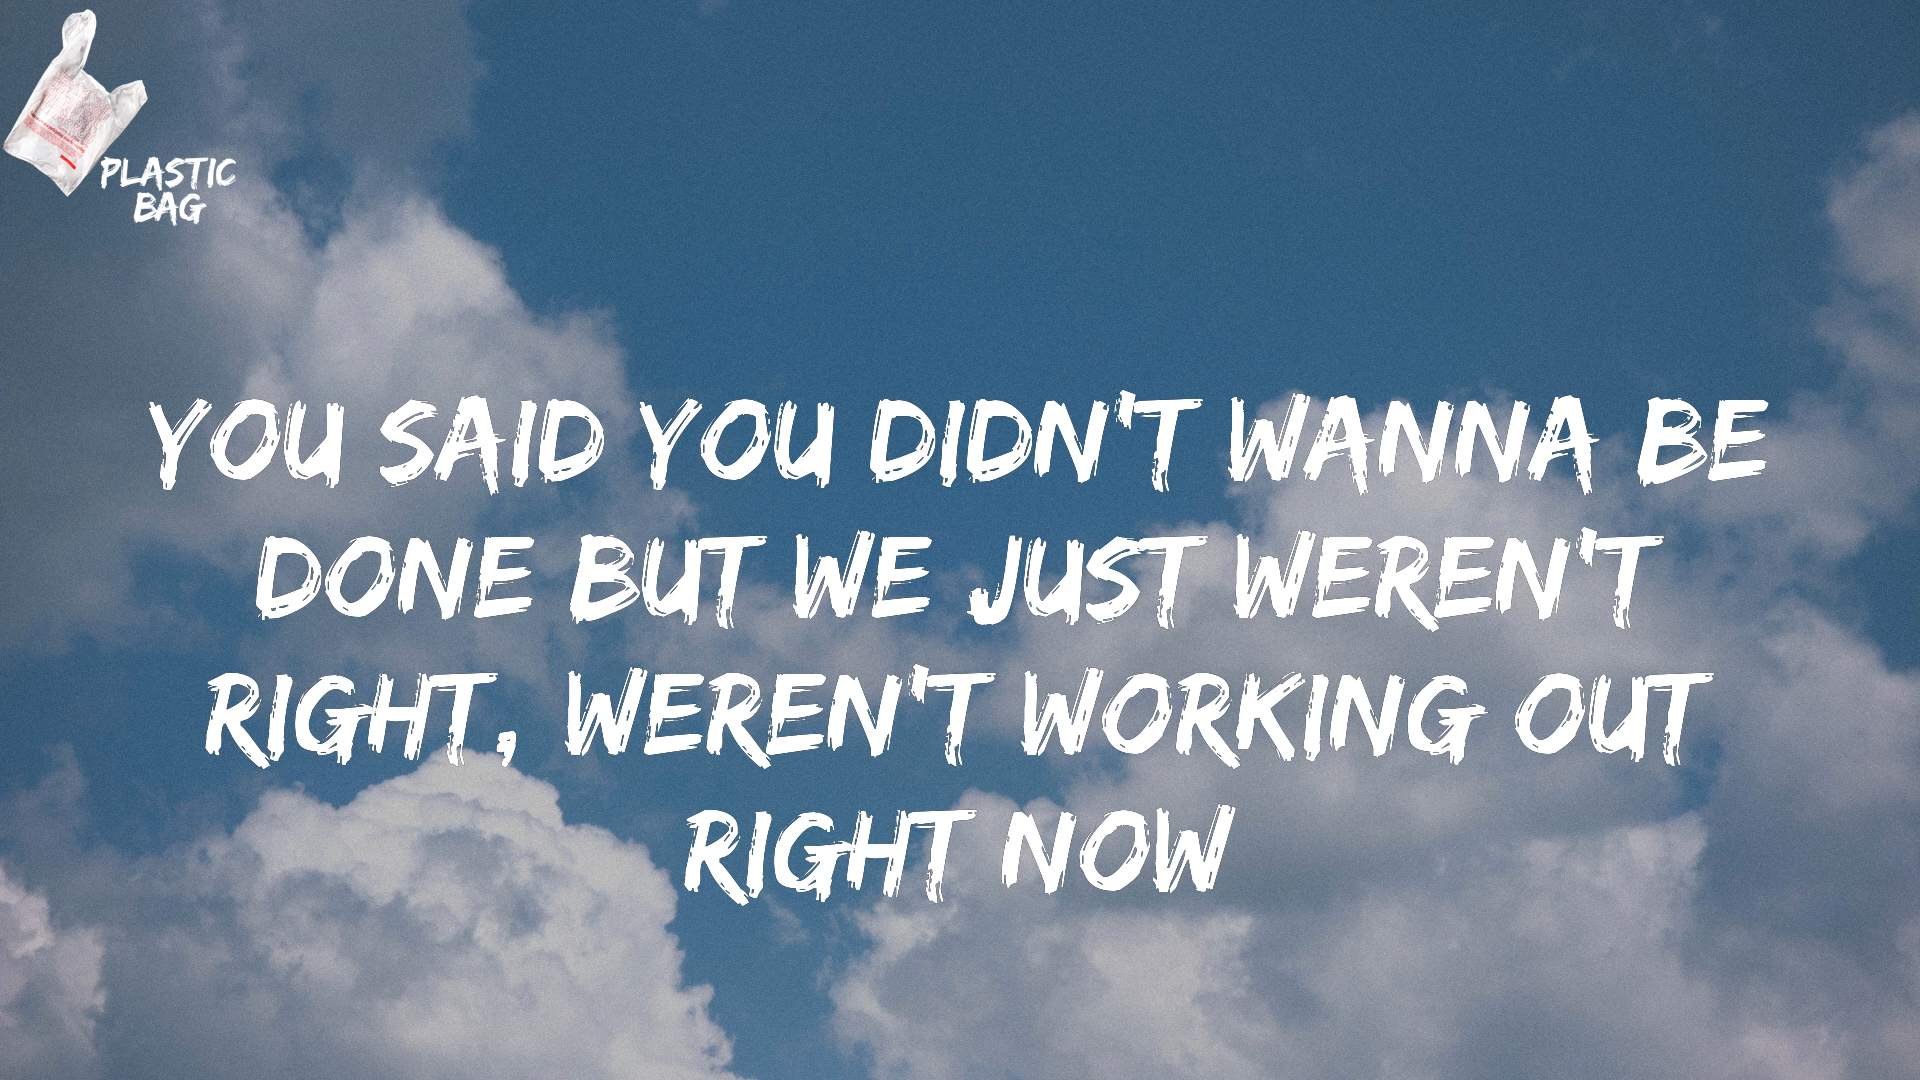 PLASTIC
BAG
YOU SAID YOU DIDN'T WANNA BE
DONE BUT WE JUST WEREN'T
RIGHT, WEREN'T WORKING OUT
RIGHT NOW